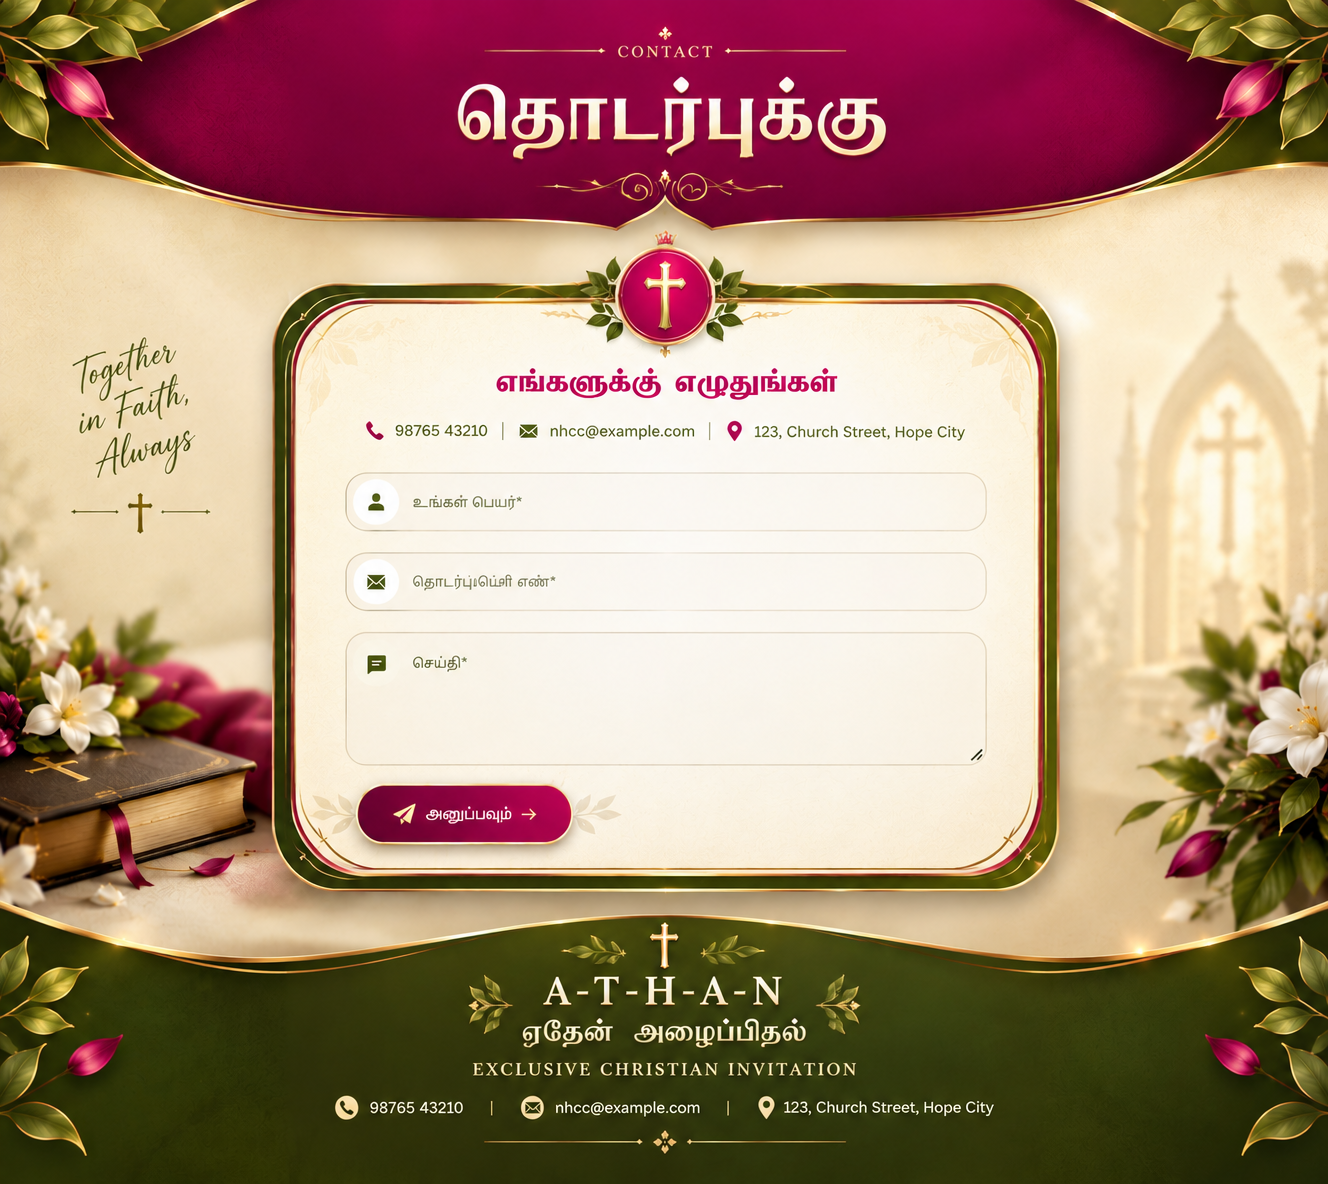 CONTACT
தொடர்புக்கு
எங்களுக்கு எழுதுங்கள்
98765 43210 | nhcc@example.com | 123, Church Street, Hope City
Together
in Faith,
Always
உங்கள் பெயர்*
எண்*
செய்தி*
அனுப்பவும் →
A-T-H-A-N
ஏதேன் அழைப்பிதல்
EXCLUSIVE CHRISTIAN INVITATION
98765 43210 | nhcc@example.com | 123, Church Street, Hope City